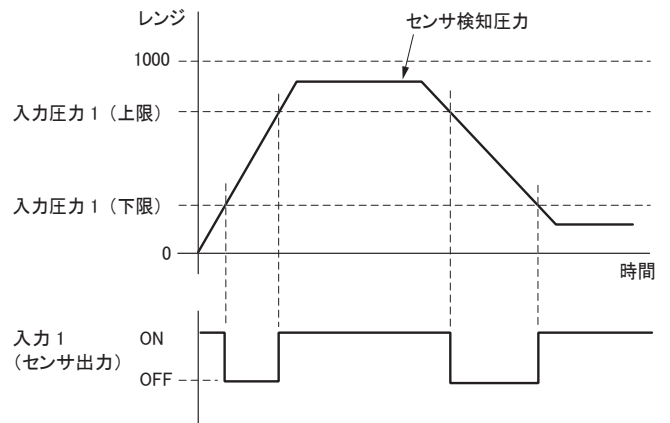 レンジ
センサ検知圧力
1000
入力圧力 1（上限）
入力圧力 1（下限）
0
時間
入力 1
（センサ出力）
ON
OFF